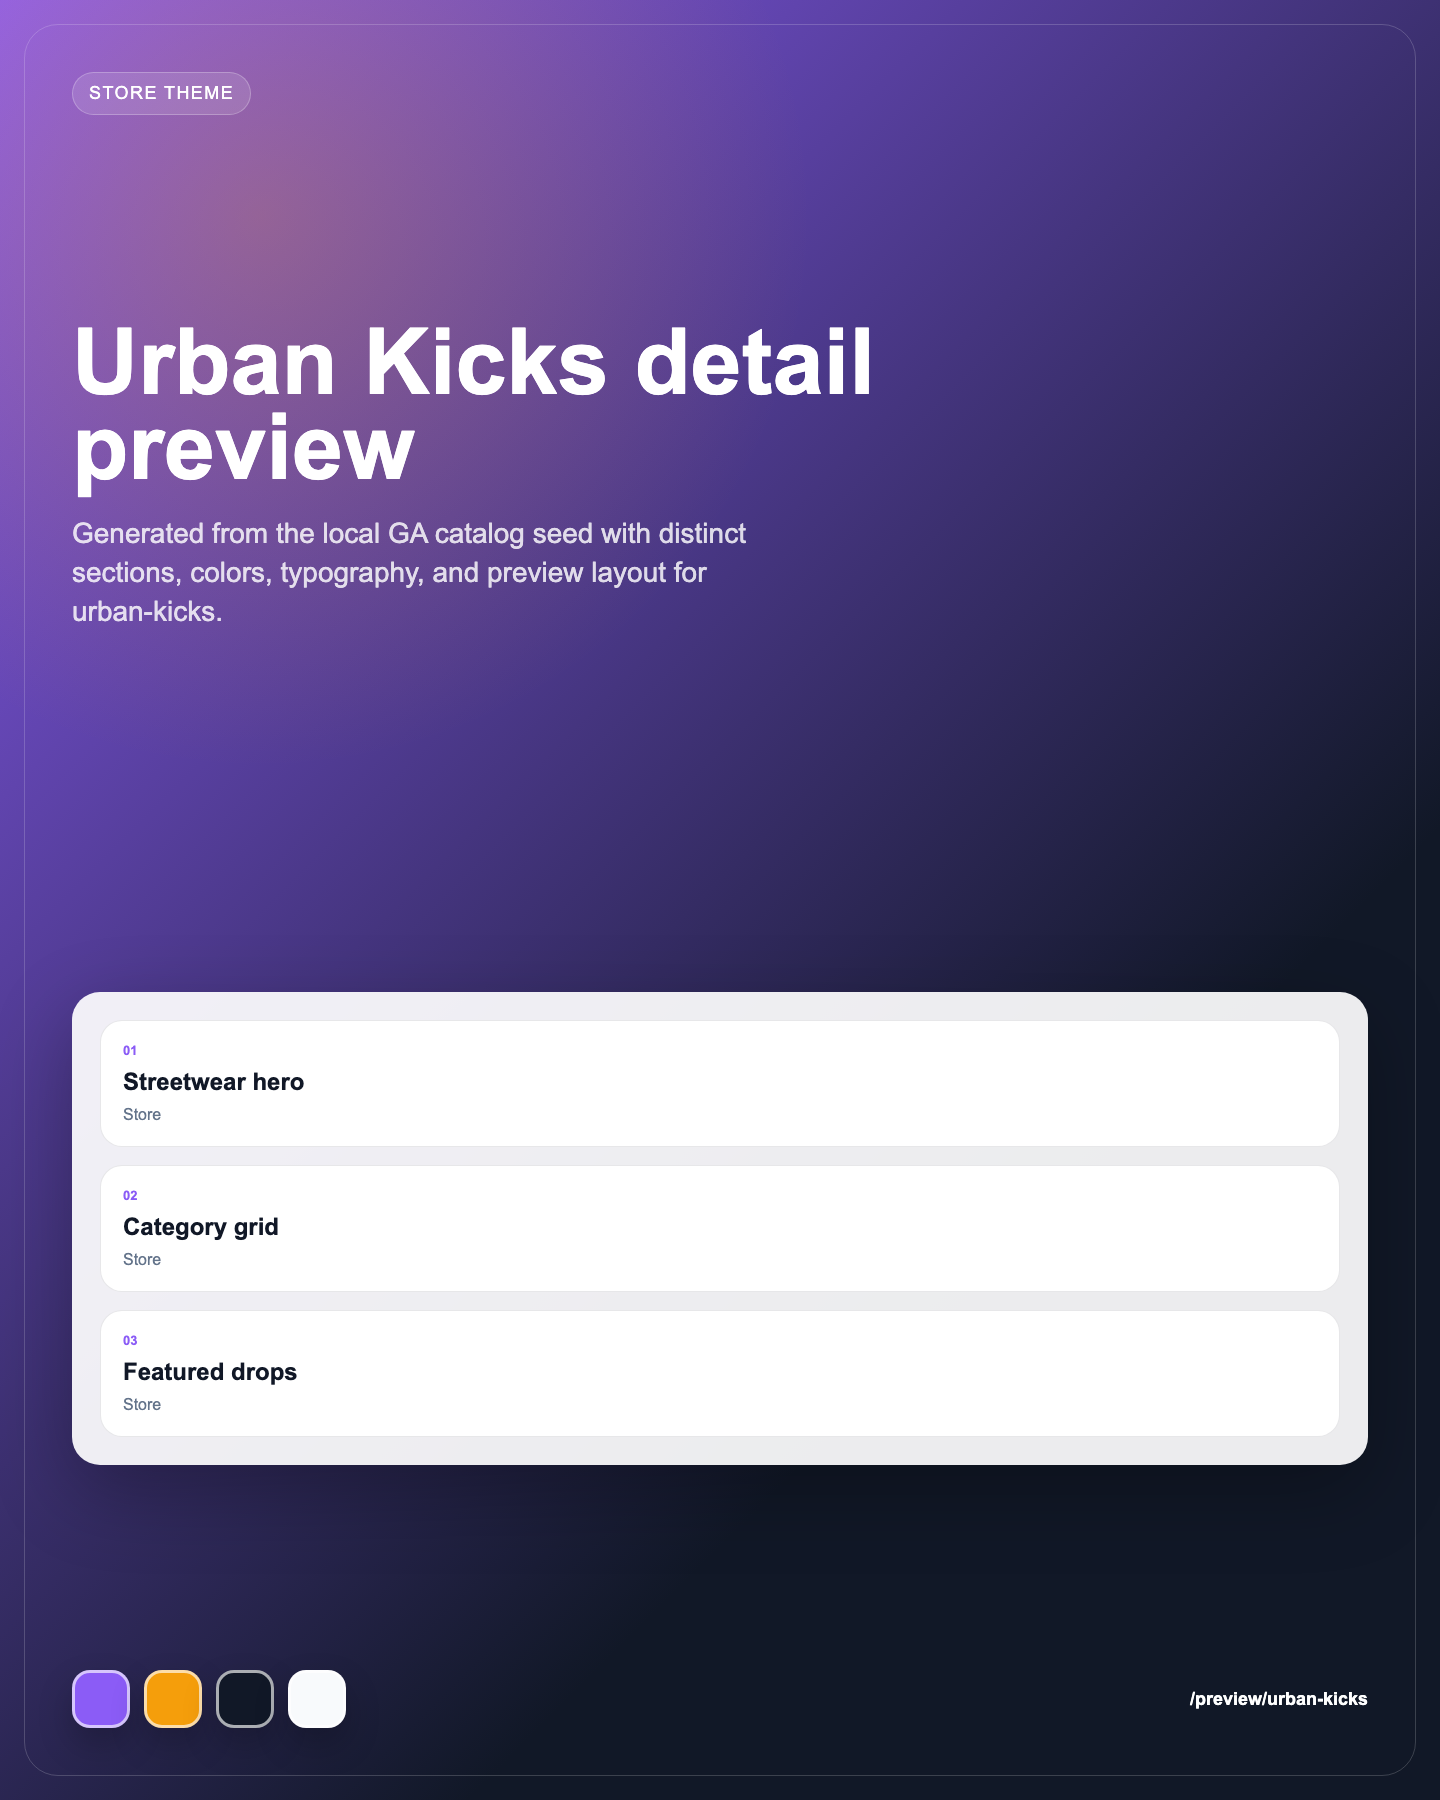 STORE THEME
Urban Kicks detail
preview
Generated from the local GA catalog seed with distinct
sections, colors, typography, and preview layout for
urban-kicks.
01
Streetwear hero
Store
02
Category grid
Store
03
Featured drops
Store
/preview/urban-kicks